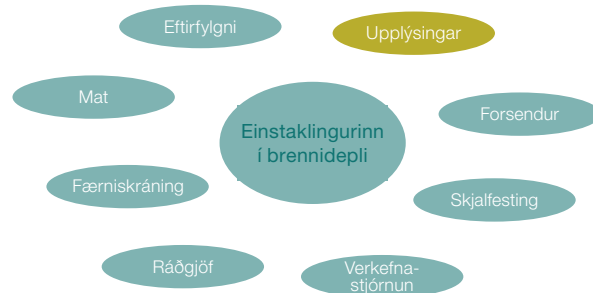 Eftirfylgni
Upplýsingar
Mat
Forsendur
Einstaklingurinn
í brennidepli
Færniskráning
Skjalfesting
Ráðgjöf
Verkefna-
stjórnun